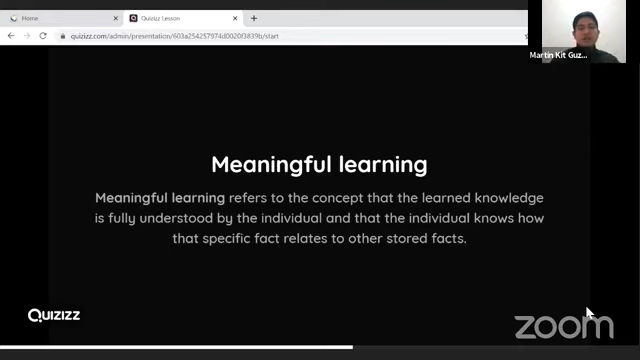 Home
Quizizz Lesson
quizizz.com/admin/presentation/603a254257974d0020f3839b/start
Martin Kit Guz...
Meaningful learning
Meaningful learning refers to the concept that the learned knowledge
is fully understood by the individual and that the individual knows how
that specific fact relates to other stored facts.
QUIZIZZ
zoom